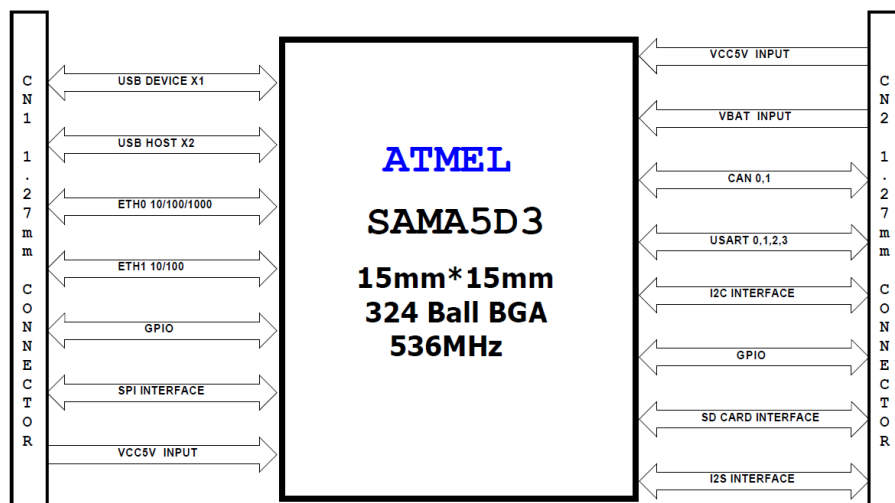 CN1 1.27mm CONNECTOR
USB DEVICE X1
USB HOST X2
ETH0 10/100/1000
ETH1 10/100
GPIO
SPI INTERFACE
VCC5V INPUT
ATMEL
SAMA5D3
15mm*15mm
324 Ball BGA
536MHz
VCC5V INPUT
VBAT INPUT
CAN 0,1
USART 0,1,2,3
I2C INTERFACE
GPIO
SD CARD INTERFACE
I2S INTERFACE
CN2 1.27mm CONNECTOR